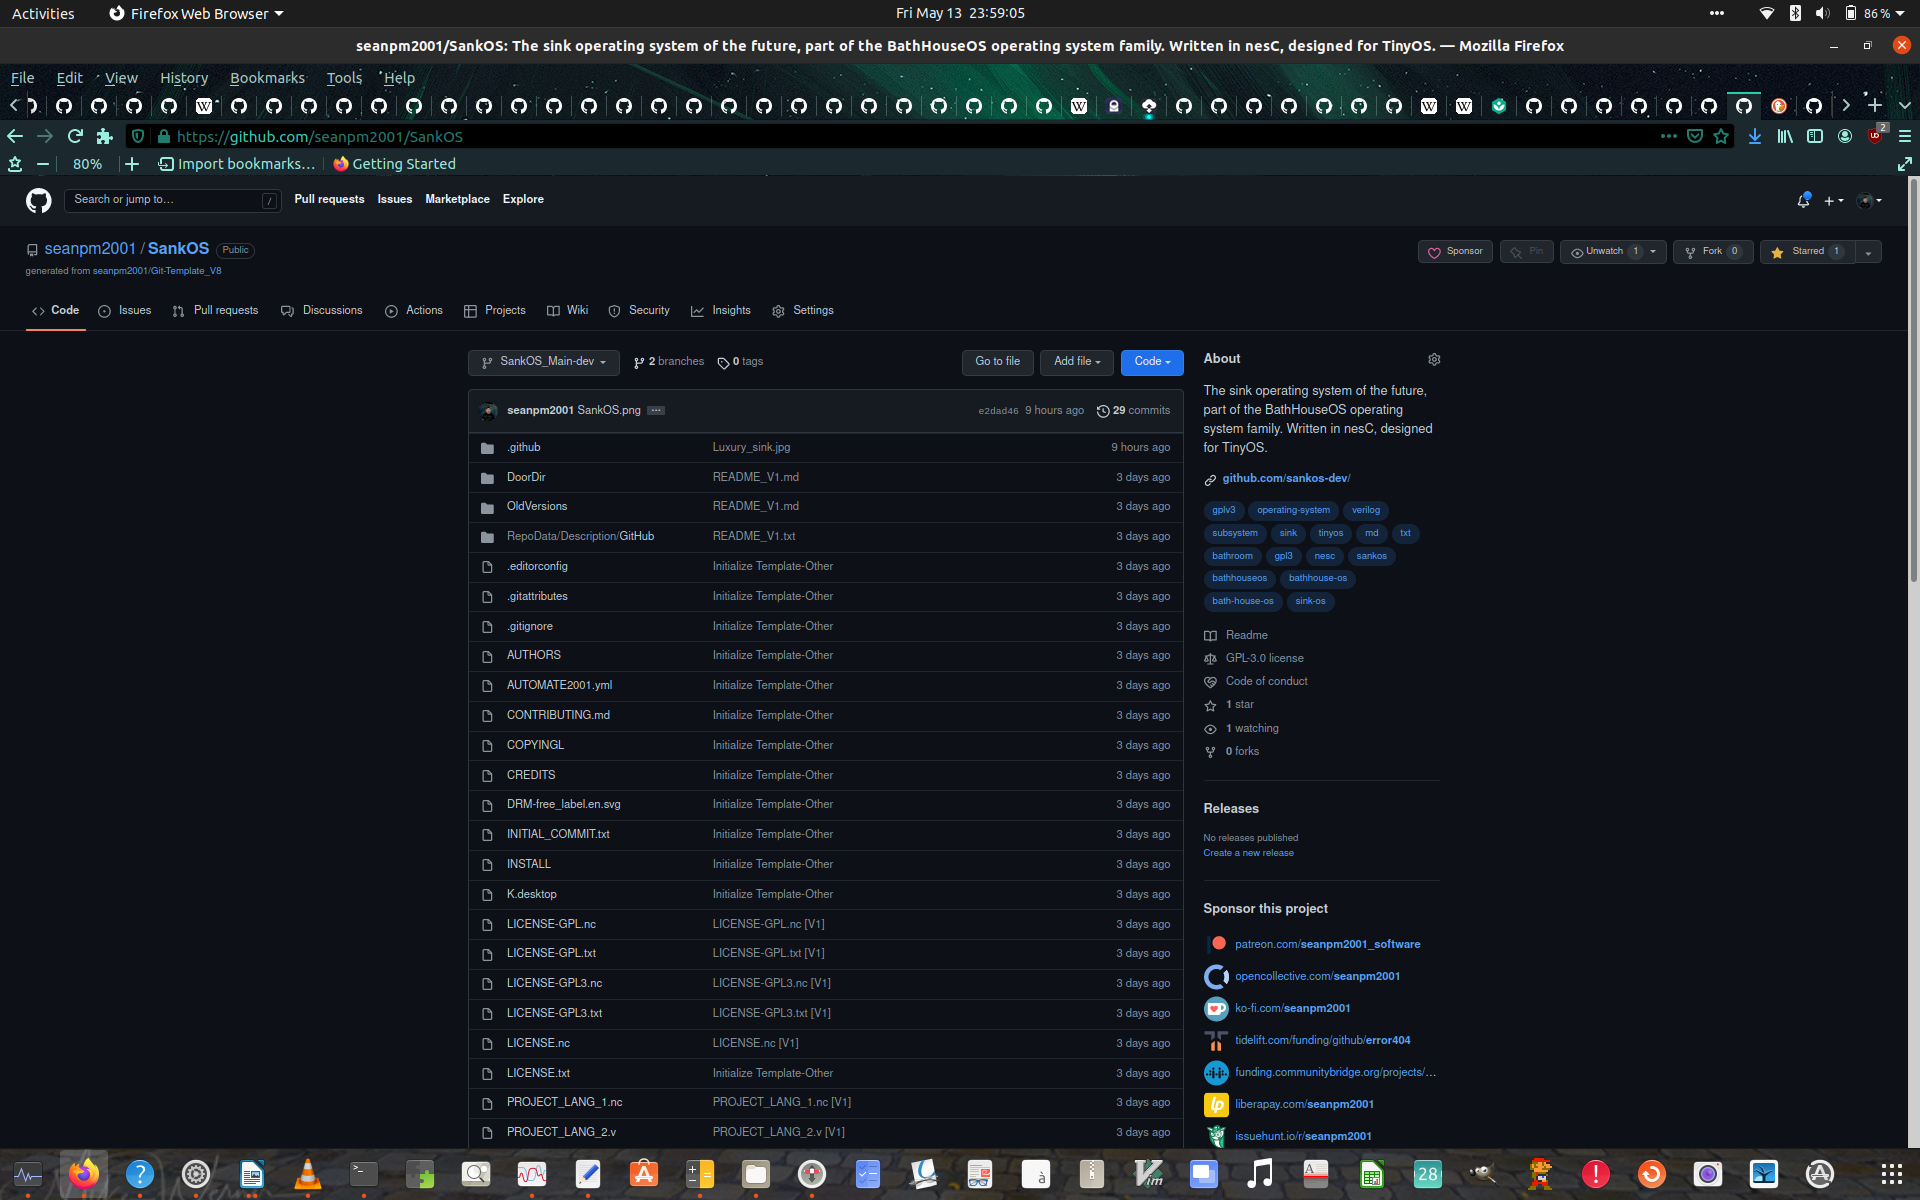 Activities
Firefox Web Browser
Fri May 13 23:59:05
86 %
seanpm2001/SankOS: The sink operating system of the future, part of the BathHouseOS operating system family. Written in nesC, designed for TinyOS. — Mozilla Firefox
File Edit View History Bookmarks Tools Help
https://github.com/seanpm2001/SankOS
2
80%
Import bookmarks…
Getting Started
Search or jump to…
/
Pull requests
Issues
Marketplace
Explore
seanpm2001 / SankOS
Public
generated from seanpm2001/Git-Template_V8
Sponsor
Pin
Unwatch 1
Fork 0
Starred 1
Code
Issues
Pull requests
Discussions
Actions
Projects
Wiki
Security
Insights
Settings
SankOS_Main-dev
2 branches
0 tags
Go to file
Add file
Code
seanpm2001 SankOS.png
e2dad46 9 hours ago
29 commits
.github Luxury_sink.jpg 9 hours ago
DoorDir README_V1.md 3 days ago
OldVersions README_V1.md 3 days ago
RepoData/Description/GitHub README_V1.txt 3 days ago
.editorconfig Initialize Template-Other 3 days ago
.gitattributes Initialize Template-Other 3 days ago
.gitignore Initialize Template-Other 3 days ago
AUTHORS Initialize Template-Other 3 days ago
AUTOMATE2001.yml Initialize Template-Other 3 days ago
CONTRIBUTING.md Initialize Template-Other 3 days ago
COPYINGL Initialize Template-Other 3 days ago
CREDITS Initialize Template-Other 3 days ago
DRM-free_label.en.svg Initialize Template-Other 3 days ago
INITIAL_COMMIT.txt Initialize Template-Other 3 days ago
INSTALL Initialize Template-Other 3 days ago
K.desktop Initialize Template-Other 3 days ago
LICENSE-GPL.nc LICENSE-GPL.nc [V1] 3 days ago
LICENSE-GPL.txt LICENSE-GPL.txt [V1] 3 days ago
LICENSE-GPL3.nc LICENSE-GPL3.nc [V1] 3 days ago
LICENSE-GPL3.txt LICENSE-GPL3.txt [V1] 3 days ago
LICENSE.nc LICENSE.nc [V1] 3 days ago
LICENSE.txt Initialize Template-Other 3 days ago
PROJECT_LANG_1.nc PROJECT_LANG_1.nc [V1] 3 days ago
PROJECT_LANG_2.v PROJECT_LANG_2.v [V1] 3 days ago
About
The sink operating system of the future,
part of the BathHouseOS operating
system family. Written in nesC, designed
for TinyOS.
github.com/sankos-dev/
gplv3 operating-system verilog
subsystem sink tinyos md txt
bathroom gpl3 nesc sankos
bathhouseos bathhouse-os
bath-house-os sink-os
Readme
GPL-3.0 license
Code of conduct
1 star
1 watching
0 forks
Releases
No releases published
Create a new release
Sponsor this project
patreon.com/seanpm2001_software
opencollective.com/seanpm2001
ko-fi.com/seanpm2001
tidelift.com/funding/github/error404
funding.communitybridge.org/projects/…
liberapay.com/seanpm2001
issuehunt.io/r/seanpm2001
28